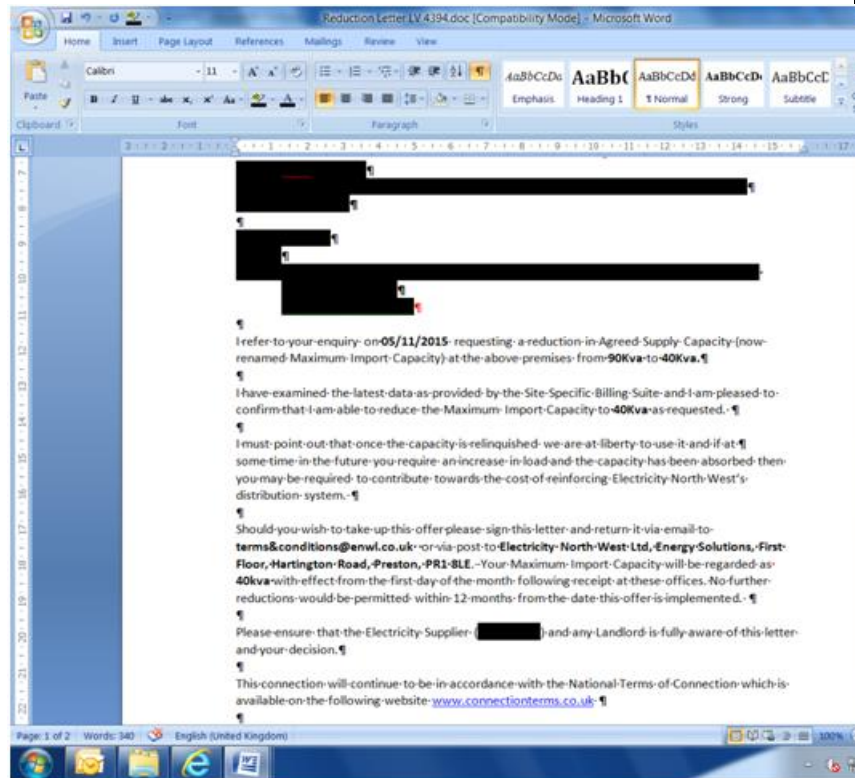 Reduction Letter LV 4394.doc [Compatibility Mode] - Microsoft Word
Home Insert Page Layout References Mailings Review View
Calibri 11
Paste
AaBbCcDd AaBb( AaBbCcDd AaBbCcD AaBbCcD
Emphasis Heading 1 ¶ Normal Strong Subtitle
Clipboard Font Paragraph Styles
I refer to your enquiry on 05/11/2015 requesting a reduction in Agreed Supply Capacity (now
renamed Maximum Import Capacity) at the above premises from 90Kva to 40Kva.¶
I have examined the latest data as provided by the Site Specific Billing Suite and I am pleased to
confirm that I am able to reduce the Maximum Import Capacity to 40Kva as requested. ¶
I must point out that once the capacity is relinquished we are at liberty to use it and if at¶
some time in the future you require an increase in load and the capacity has been absorbed then
you may be required to contribute towards the cost of reinforcing Electricity North West's
distribution system. ¶
Should you wish to take up this offer please sign this letter and return it via email to
terms&conditions@enwl.co.uk or via post to Electricity North West Ltd, Energy Solutions, First
Floor, Hartington Road, Preston, PR1 8LE. Your Maximum Import Capacity will be regarded as
40kva with effect from the first day of the month following receipt at these offices. No further
reductions would be permitted within 12 months from the date this offer is implemented. ¶
Please ensure that the Electricity Supplier ( ) and any Landlord is fully aware of this letter
and your decision.¶
This connection will continue to be in accordance with the National Terms of Connection which is
available on the following website www.connectionterms.co.uk ¶
Page: 1 of 2 Words: 340 English (United Kingdom) 100%